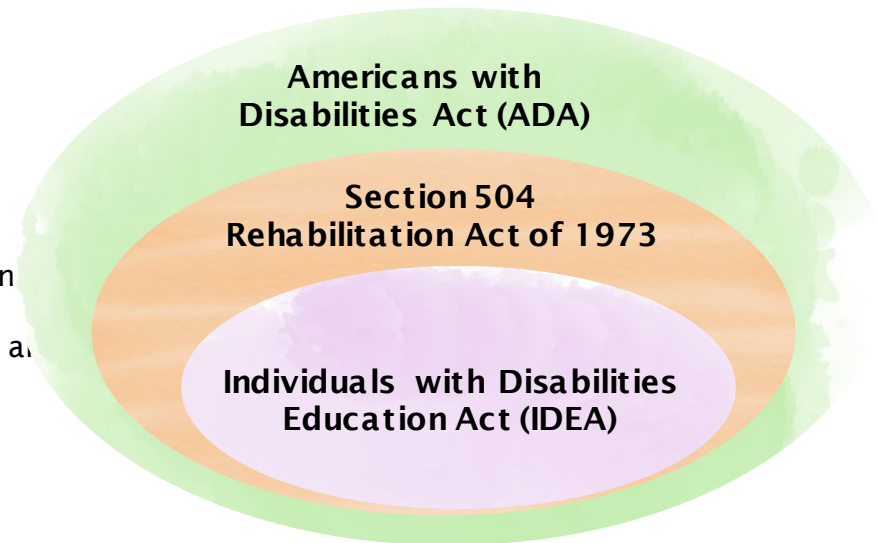 Americans with
Disabilities Act (ADA)
Section 504
Rehabilitation Act of 1973
n
Individuals with Disabilities
Education Act (IDEA)